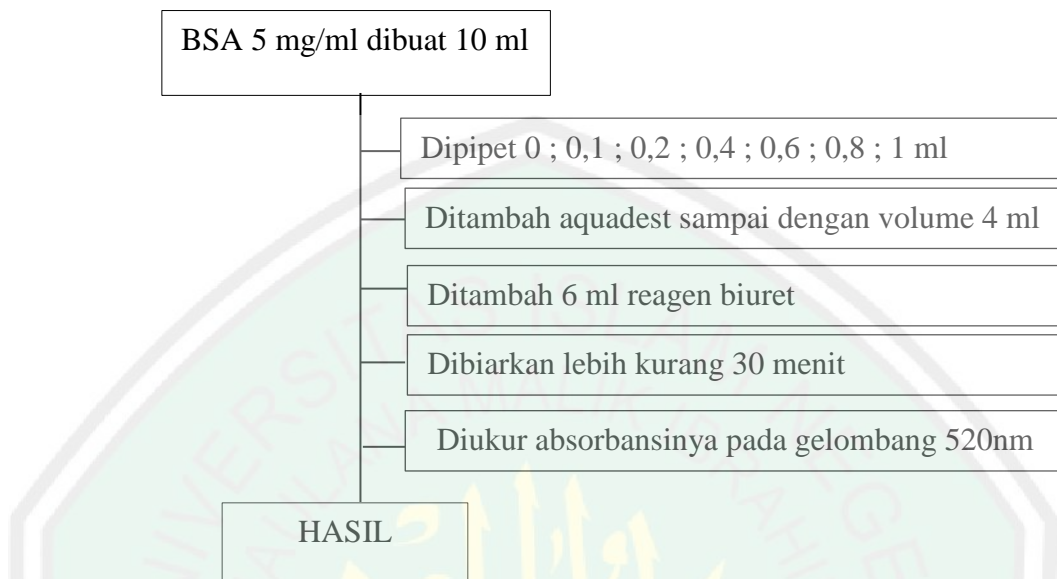 BSA 5 mg/ml dibuat 10 ml
Dipipet 0 ; 0,1 ; 0,2 ; 0,4 ; 0,6 ; 0,8 ; 1 ml
Ditambah aquadest sampai dengan volume 4 ml
Ditambah 6 ml reagen biuret
Dibiarkan lebih kurang 30 menit
Diukur absorbansinya pada gelombang 520nm
HASIL